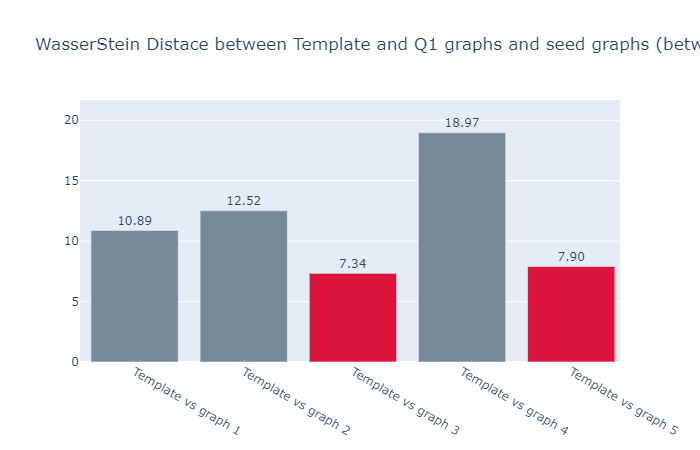 WasserStein Distace between Template and Q1 graphs and seed graphs (betw
20
15
10
5
0
10.89
12.52
7.34
18.97
7.90
Template vs graph 1
Template vs graph 2
Template vs graph 3
Template vs graph 4
Template vs graph 5